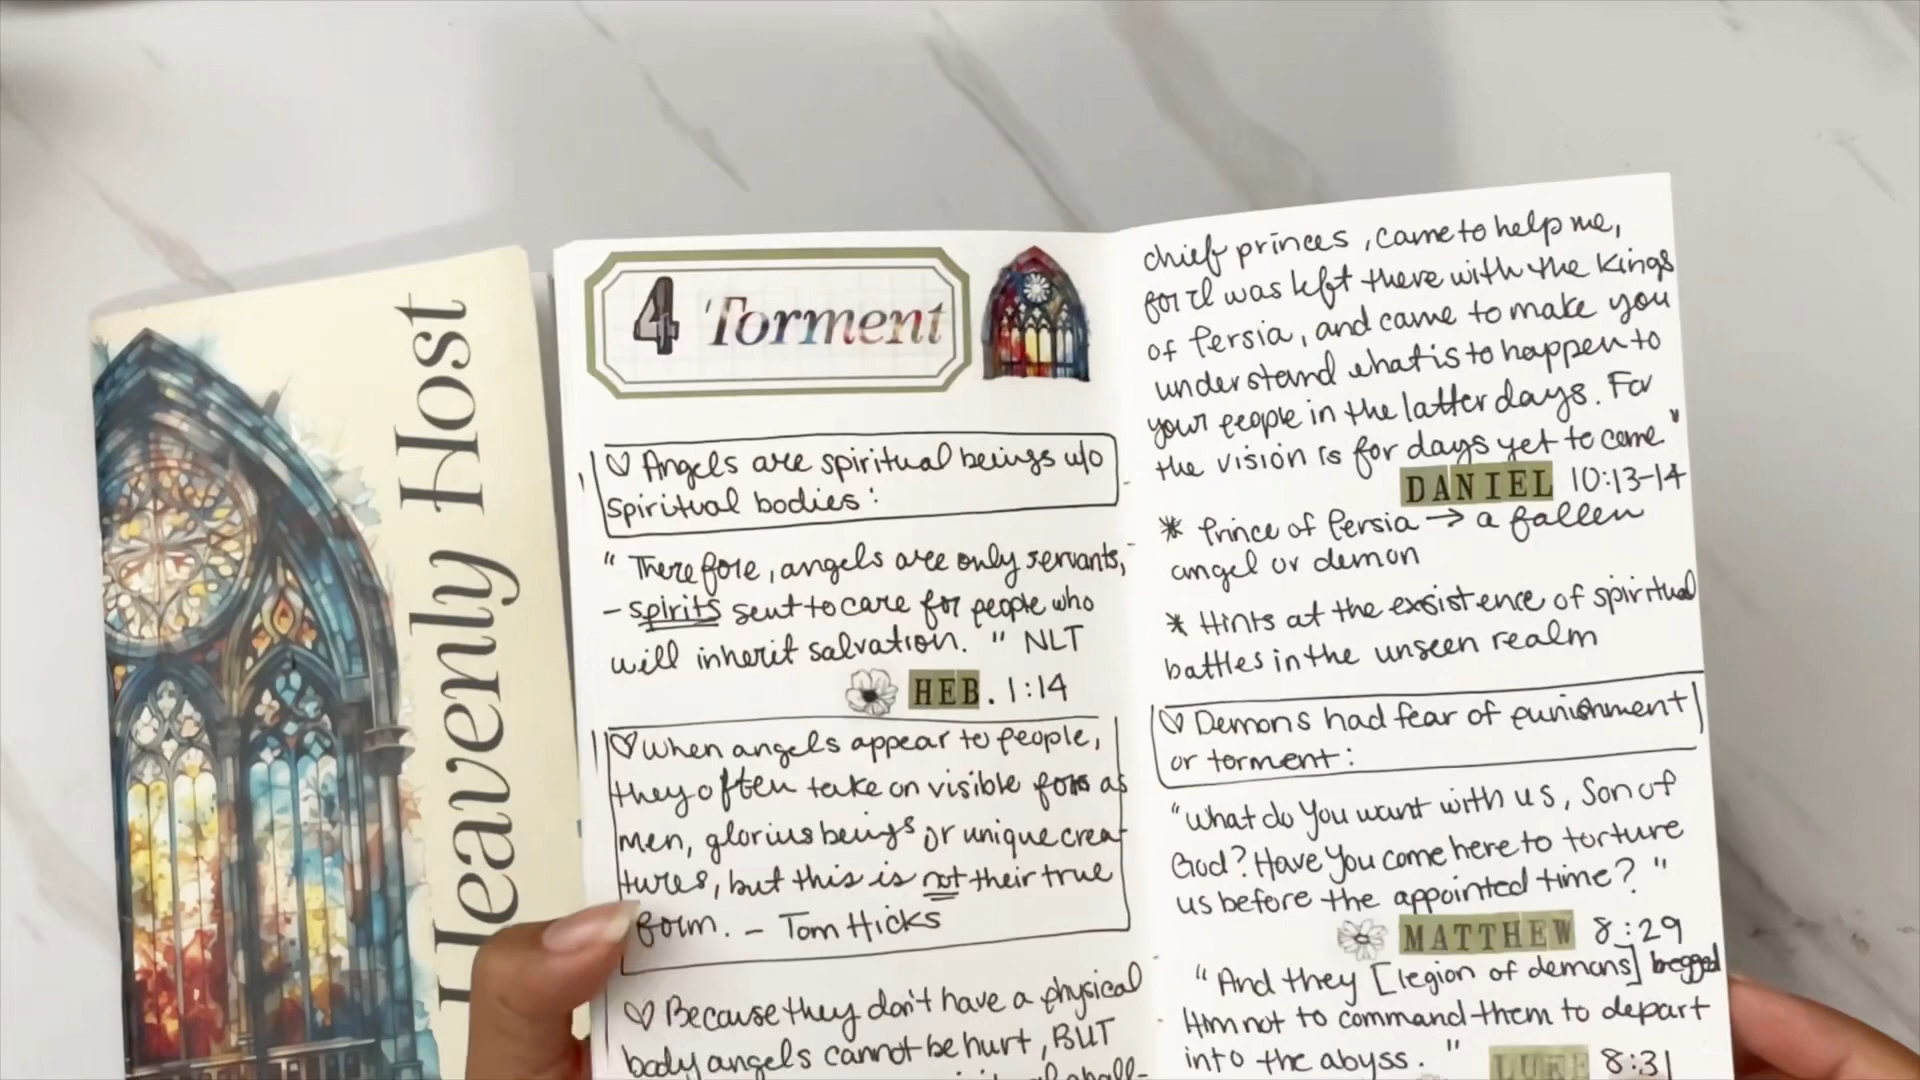 Heavenly Host
4 Torment
♡ Angels are spiritual beings w/o
spiritual bodies:
" Therefore, angels are only servants,
- spirits sent to care for people who
will inherit salvation. " NLT
HEB. 1:14
♡ When angels appear to people,
they often take on visible as
men, glorius beings or unique crea-
tures, but this is not their true
form. - Tom Hicks
♡ Because they don't have a physical
body angels cannot be hurt, BUT
chief princes, came to help me,
for I was left there with the Kings
of Persia, and came to make you
understand what is to happen to
your people in the latter days. For
the vision is for days yet to come "
DANIEL 10:13-14
* Prince of Persia → a fallen
angel or demon
* Hints at the exsistence of spiritual
battles in the unseen realm
♡ Demons had fear of punishment
or torment:
"What do You want with us, Son of
God? Have You come here to torture
us before the appointed time? "
MATTHEW 8:29
"And they [legion of demons] begged
Him not to command them to depart
into the abyss. "
LUKE 8:31